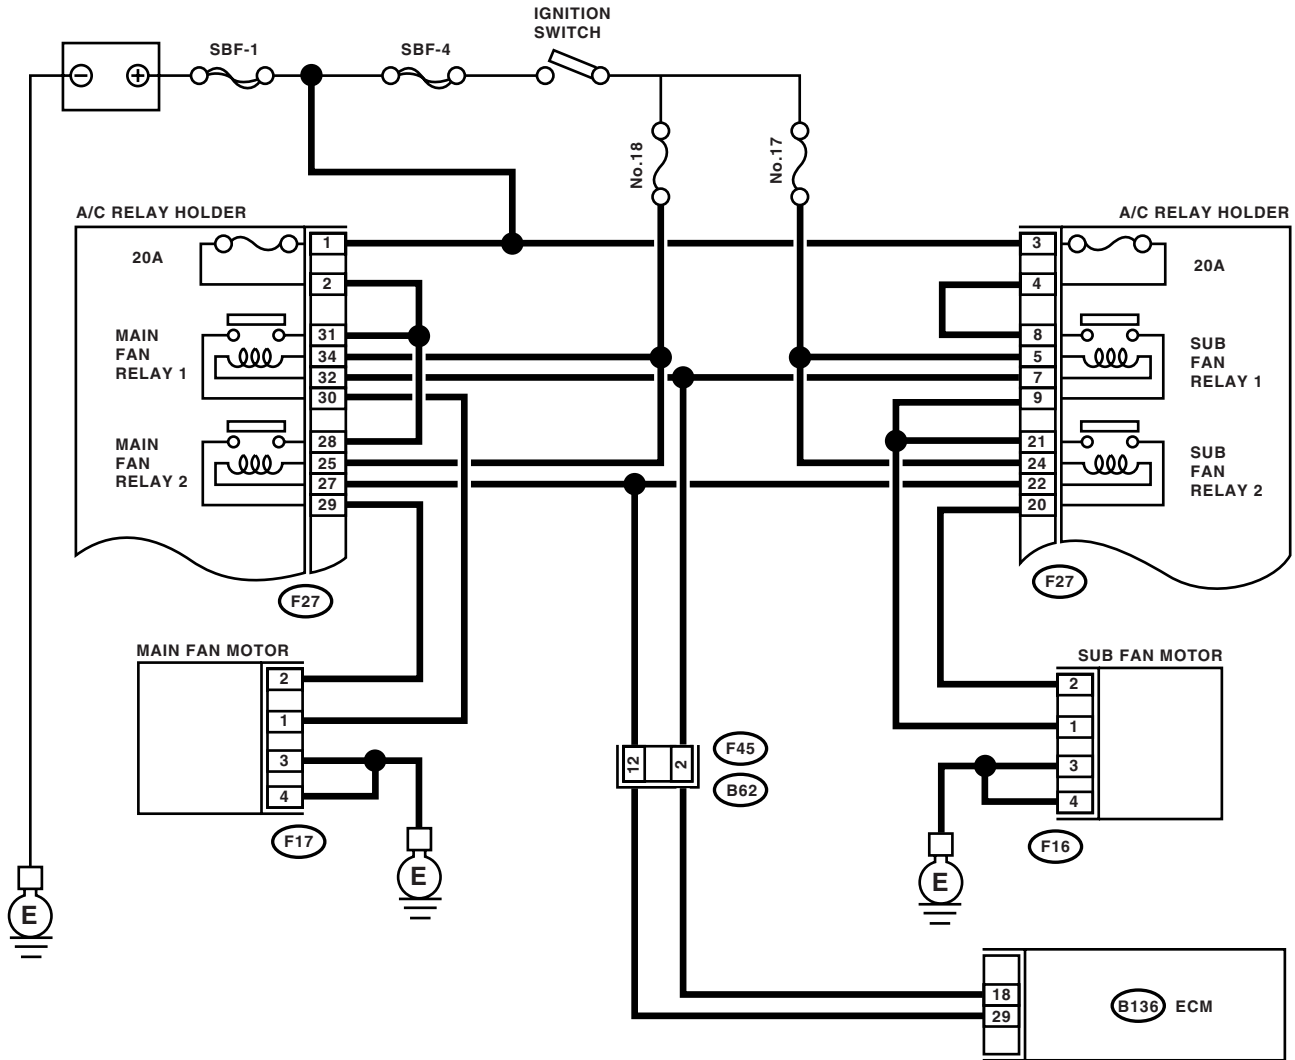 IGNITION
SWITCH
SBF-1
SBF-4
− +
No.18
No.17
A/C RELAY HOLDER
A/C RELAY HOLDER
20A
1
2
MAIN
FAN
RELAY 1
31
34
32
30
MAIN
FAN
RELAY 2
28
25
27
29
F27
3
4
20A
8
5
7
9
SUB
FAN
RELAY 1
21
24
22
20
SUB
FAN
RELAY 2
F27
MAIN FAN MOTOR
2
1
3
4
F17
E
E
12
2
F45
B62
SUB FAN MOTOR
2
1
3
4
F16
E
18
29
B136 ECM